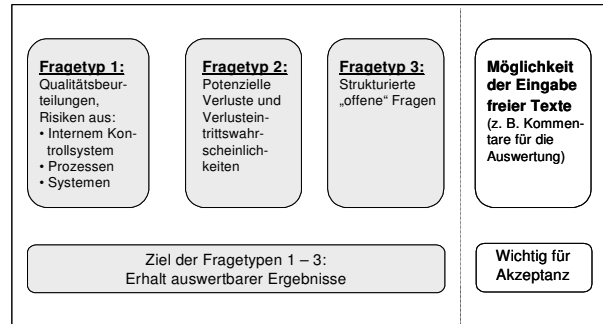 Fragetyp 1:
Qualitätsbeur-
teilungen,
Risiken aus:
• Internem Kon-
trollsystem
• Prozessen
• Systemen
Fragetyp 2:
Potenzielle
Verluste und
Verlustein-
trittswahr-
scheinlich-
keiten
Fragetyp 3:
Strukturierte
„offene“ Fragen
Möglichkeit
der Eingabe
freier Texte
(z. B. Kommen-
tare für die
Auswertung)
Ziel der Fragetypen 1 – 3:
Erhalt auswertbarer Ergebnisse
Wichtig für
Akzeptanz